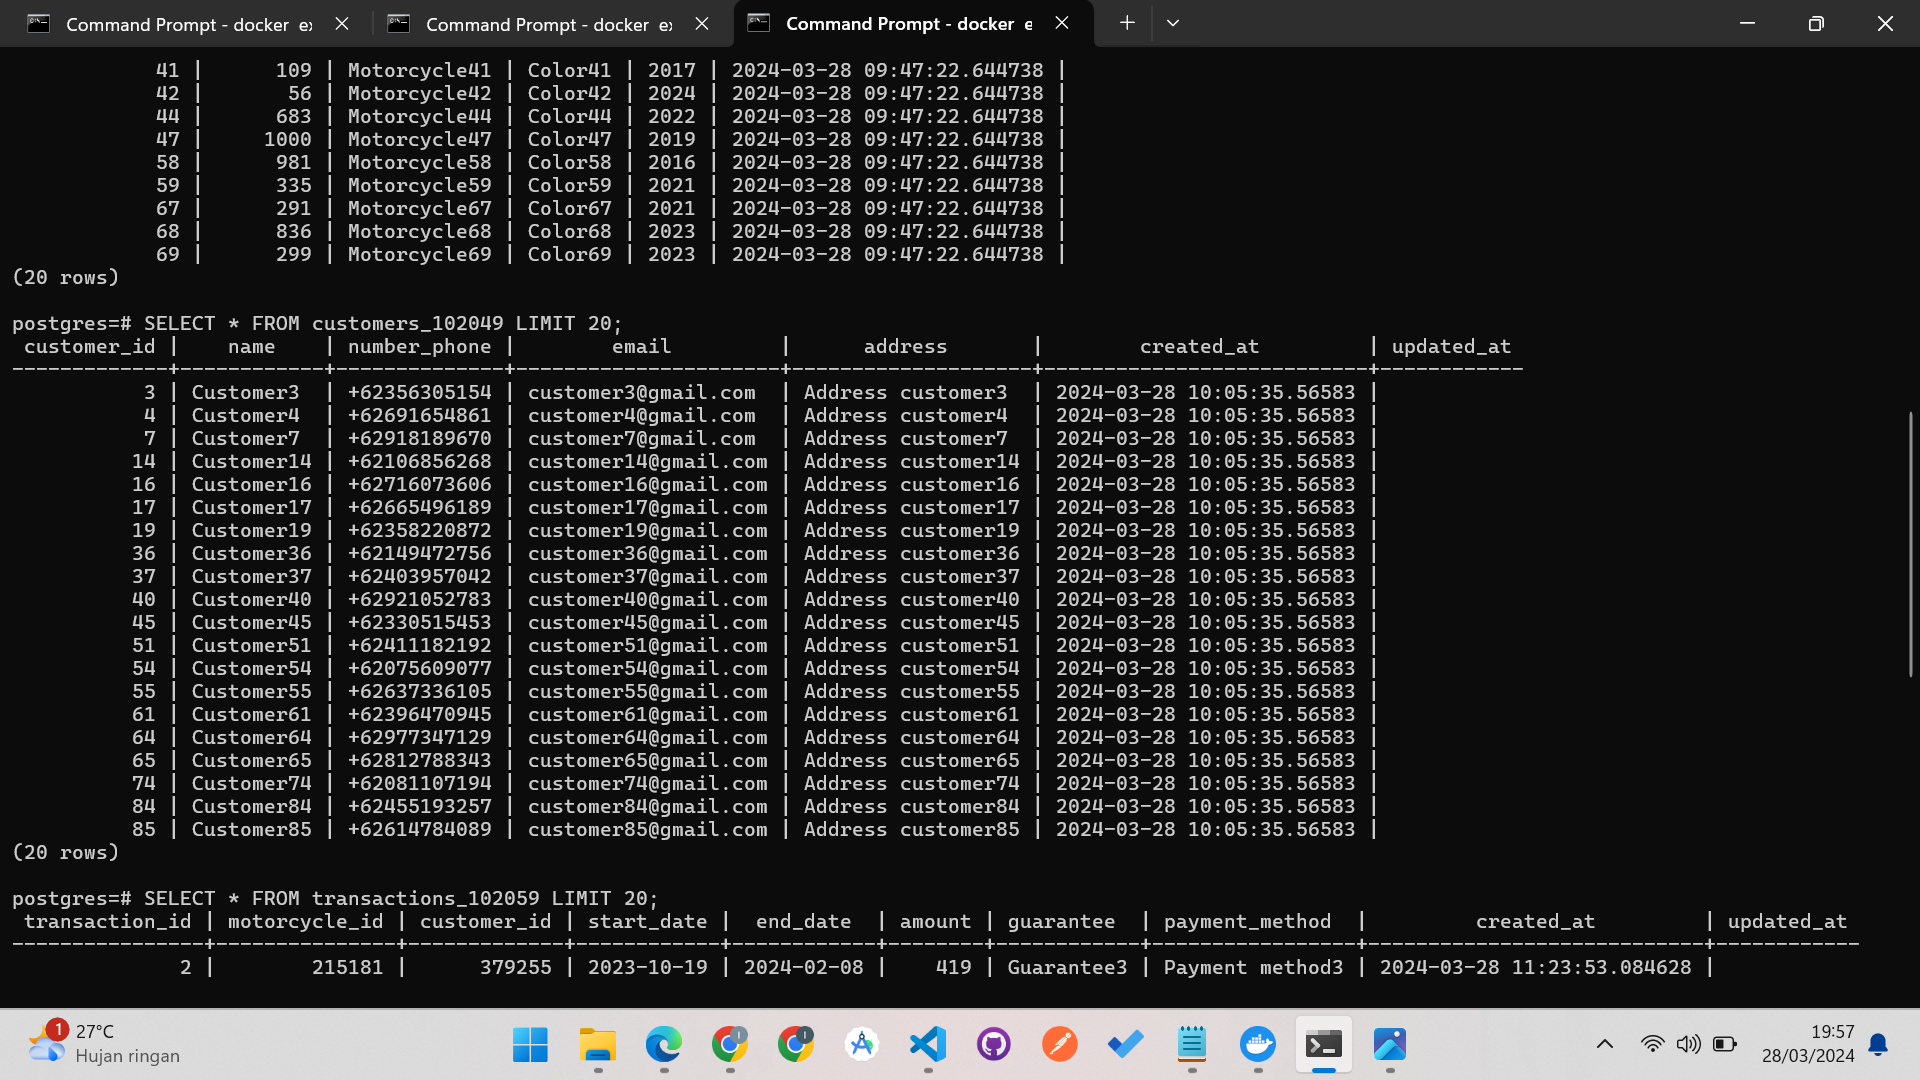 Command Prompt - docker e
Command Prompt - docker e
Command Prompt - docker e
41 | 109 | Motorcycle41 | Color41 | 2017 | 2024-03-28 09:47:22.644738 |
42 | 56 | Motorcycle42 | Color42 | 2024 | 2024-03-28 09:47:22.644738 |
44 | 683 | Motorcycle44 | Color44 | 2022 | 2024-03-28 09:47:22.644738 |
47 | 1000 | Motorcycle47 | Color47 | 2019 | 2024-03-28 09:47:22.644738 |
58 | 981 | Motorcycle58 | Color58 | 2016 | 2024-03-28 09:47:22.644738 |
59 | 335 | Motorcycle59 | Color59 | 2021 | 2024-03-28 09:47:22.644738 |
67 | 291 | Motorcycle67 | Color67 | 2021 | 2024-03-28 09:47:22.644738 |
68 | 836 | Motorcycle68 | Color68 | 2023 | 2024-03-28 09:47:22.644738 |
69 | 299 | Motorcycle69 | Color69 | 2023 | 2024-03-28 09:47:22.644738 |
(20 rows)
postgres=# SELECT * FROM customers_102049 LIMIT 20;
customer_id | name | number_phone | email | address | created_at | updated_at
-------------+------------+--------------+----------------------+--------------------+---------------------------+------------
3 | Customer3 | +62356305154 | customer3@gmail.com | Address customer3 | 2024-03-28 10:05:35.56583 |
4 | Customer4 | +62691654861 | customer4@gmail.com | Address customer4 | 2024-03-28 10:05:35.56583 |
7 | Customer7 | +62918189670 | customer7@gmail.com | Address customer7 | 2024-03-28 10:05:35.56583 |
14 | Customer14 | +62106856268 | customer14@gmail.com | Address customer14 | 2024-03-28 10:05:35.56583 |
16 | Customer16 | +62716073606 | customer16@gmail.com | Address customer16 | 2024-03-28 10:05:35.56583 |
17 | Customer17 | +62665496189 | customer17@gmail.com | Address customer17 | 2024-03-28 10:05:35.56583 |
19 | Customer19 | +62358220872 | customer19@gmail.com | Address customer19 | 2024-03-28 10:05:35.56583 |
36 | Customer36 | +62149472756 | customer36@gmail.com | Address customer36 | 2024-03-28 10:05:35.56583 |
37 | Customer37 | +62403957042 | customer37@gmail.com | Address customer37 | 2024-03-28 10:05:35.56583 |
40 | Customer40 | +62921052783 | customer40@gmail.com | Address customer40 | 2024-03-28 10:05:35.56583 |
45 | Customer45 | +62330515453 | customer45@gmail.com | Address customer45 | 2024-03-28 10:05:35.56583 |
51 | Customer51 | +62411182192 | customer51@gmail.com | Address customer51 | 2024-03-28 10:05:35.56583 |
54 | Customer54 | +62075609077 | customer54@gmail.com | Address customer54 | 2024-03-28 10:05:35.56583 |
55 | Customer55 | +62637336105 | customer55@gmail.com | Address customer55 | 2024-03-28 10:05:35.56583 |
61 | Customer61 | +62396470945 | customer61@gmail.com | Address customer61 | 2024-03-28 10:05:35.56583 |
64 | Customer64 | +62977347129 | customer64@gmail.com | Address customer64 | 2024-03-28 10:05:35.56583 |
65 | Customer65 | +62812788343 | customer65@gmail.com | Address customer65 | 2024-03-28 10:05:35.56583 |
74 | Customer74 | +62081107194 | customer74@gmail.com | Address customer74 | 2024-03-28 10:05:35.56583 |
84 | Customer84 | +62455193257 | customer84@gmail.com | Address customer84 | 2024-03-28 10:05:35.56583 |
85 | Customer85 | +62614784089 | customer85@gmail.com | Address customer85 | 2024-03-28 10:05:35.56583 |
(20 rows)
postgres=# SELECT * FROM transactions_102059 LIMIT 20;
transaction_id | motorcycle_id | customer_id | start_date | end_date | amount | guarantee | payment_method | created_at | updated_at
----------------+---------------+-------------+------------+------------+--------+------------+-----------------+----------------------------+------------
2 | 215181 | 379255 | 2023-10-19 | 2024-02-08 | 419 | Guarantee3 | Payment method3 | 2024-03-28 11:23:53.084628 |
1
27°C
Hujan ringan
19:57
28/03/2024